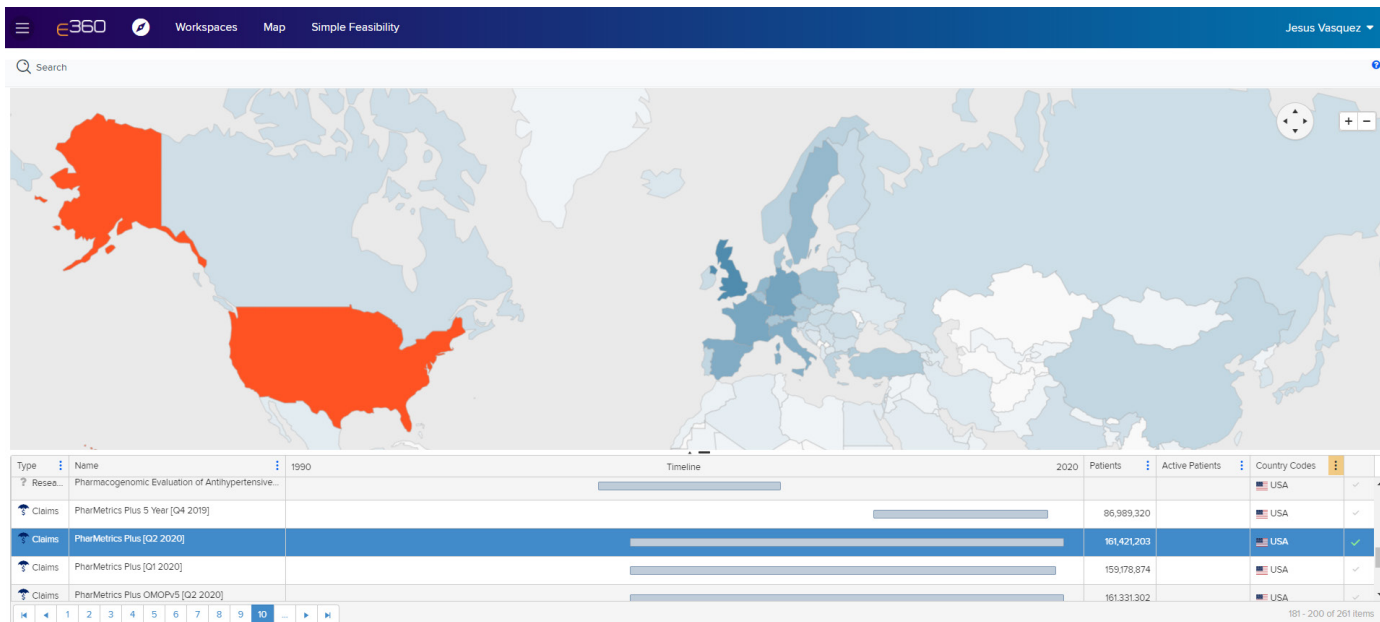 e360 Workspaces Map Simple Feasibility Jesus Vasquez
Search
?
+ -
Type Name 1990 Timeline 2020 Patients Active Patients Country Codes
? Resea... Pharmacogenomic Evaluation of Antihypertensive... USA
Claims PharMetrics Plus 5 Year [Q4 2019] 86,989,320 USA
Claims PharMetrics Plus [Q2 2020] 161,421,203 USA
Claims PharMetrics Plus [Q1 2020] 159,178,874 USA
Claims PharMetrics Plus OMOPv5 [Q2 2020] 161,331,302 USA
1 2 3 4 5 6 7 8 9 10 ... 181 - 200 of 261 items